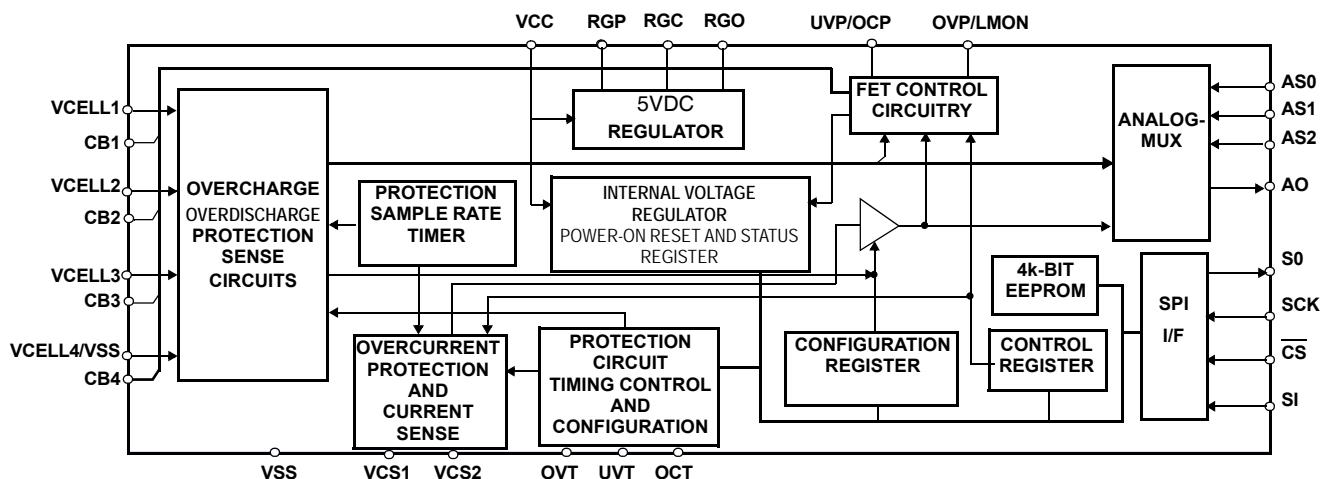 VCC RGP RGC RGO UVP/OCP OVP/LMON
VCELL1
CB1
VCELL2
CB2
VCELL3
CB3
VCELL4/VSS
CB4
OVERCHARGE
OVERDISCHARGE
PROTECTION
SENSE
CIRCUITS
5VDC
REGULATOR
FET CONTROL
CIRCUITRY
ANALOG-
MUX
AS0
AS1
AS2
AO
PROTECTION
SAMPLE RATE
TIMER
INTERNAL VOLTAGE
REGULATOR
POWER-ON RESET AND STATUS
REGISTER
4k-BIT
EEPROM
SPI
I/F
S0
SCK
CS
SI
OVERCURRENT
PROTECTION
AND
CURRENT
SENSE
PROTECTION
CIRCUIT
TIMING CONTROL
AND
CONFIGURATION
CONFIGURATION
REGISTER
CONTROL
REGISTER
VSS VCS1 VCS2 OVT UVT OCT